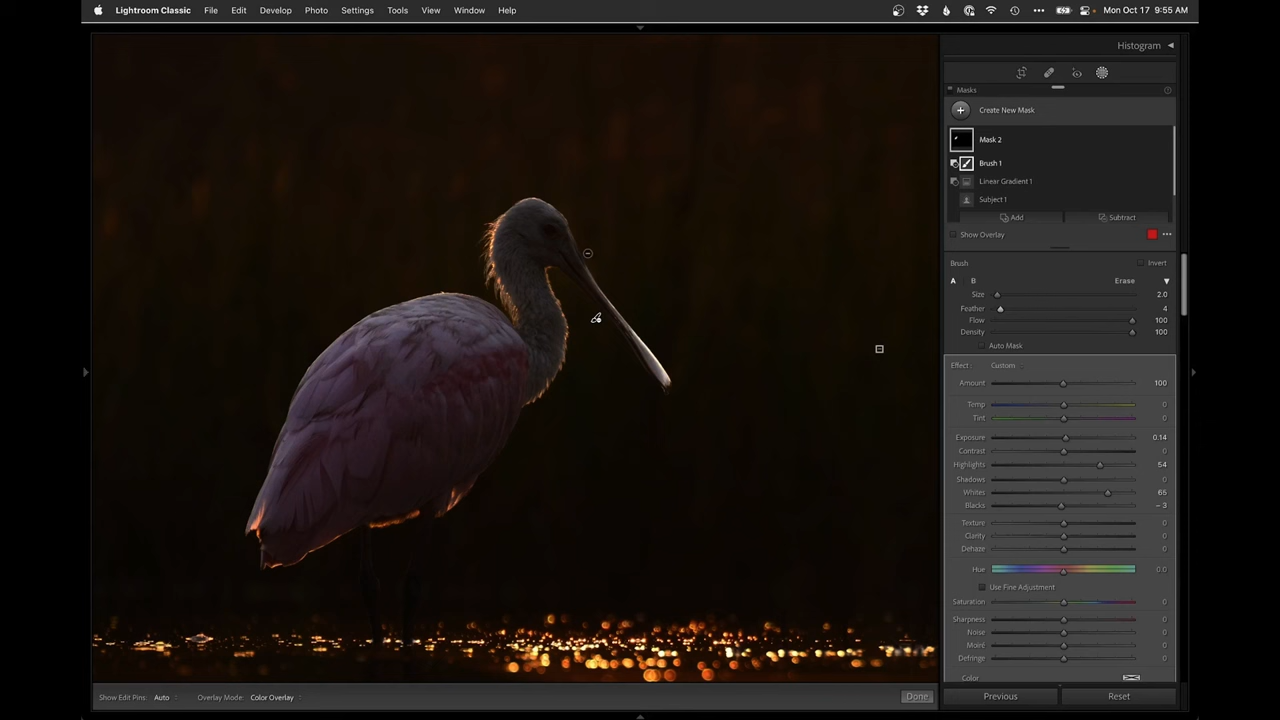 Lightroom Classic File Edit Develop Photo Settings Tools View Window Help Mon Oct 17 9:55 AM
Histogram
Masks
Create New Mask
Mask 2
Brush 1
Linear Gradient 1
Subject 1
Add Subtract
Show Overlay
Brush Invert
A B Erase
Size 2.0
Feather 4
Flow 100
Density 100
Auto Mask
Effect: Custom
Amount 100
Temp 0
Tint 0
Exposure 0.14
Contrast 0
Highlights 54
Shadows 0
Whites 65
Blacks – 3
Texture 0
Clarity 0
Dehaze 0
Hue 0.0
Use Fine Adjustment
Saturation 0
Sharpness 0
Noise 0
Moiré 0
Defringe 0
Color
Show Edit Pins: Auto Overlay Mode: Color Overlay Done Previous Reset